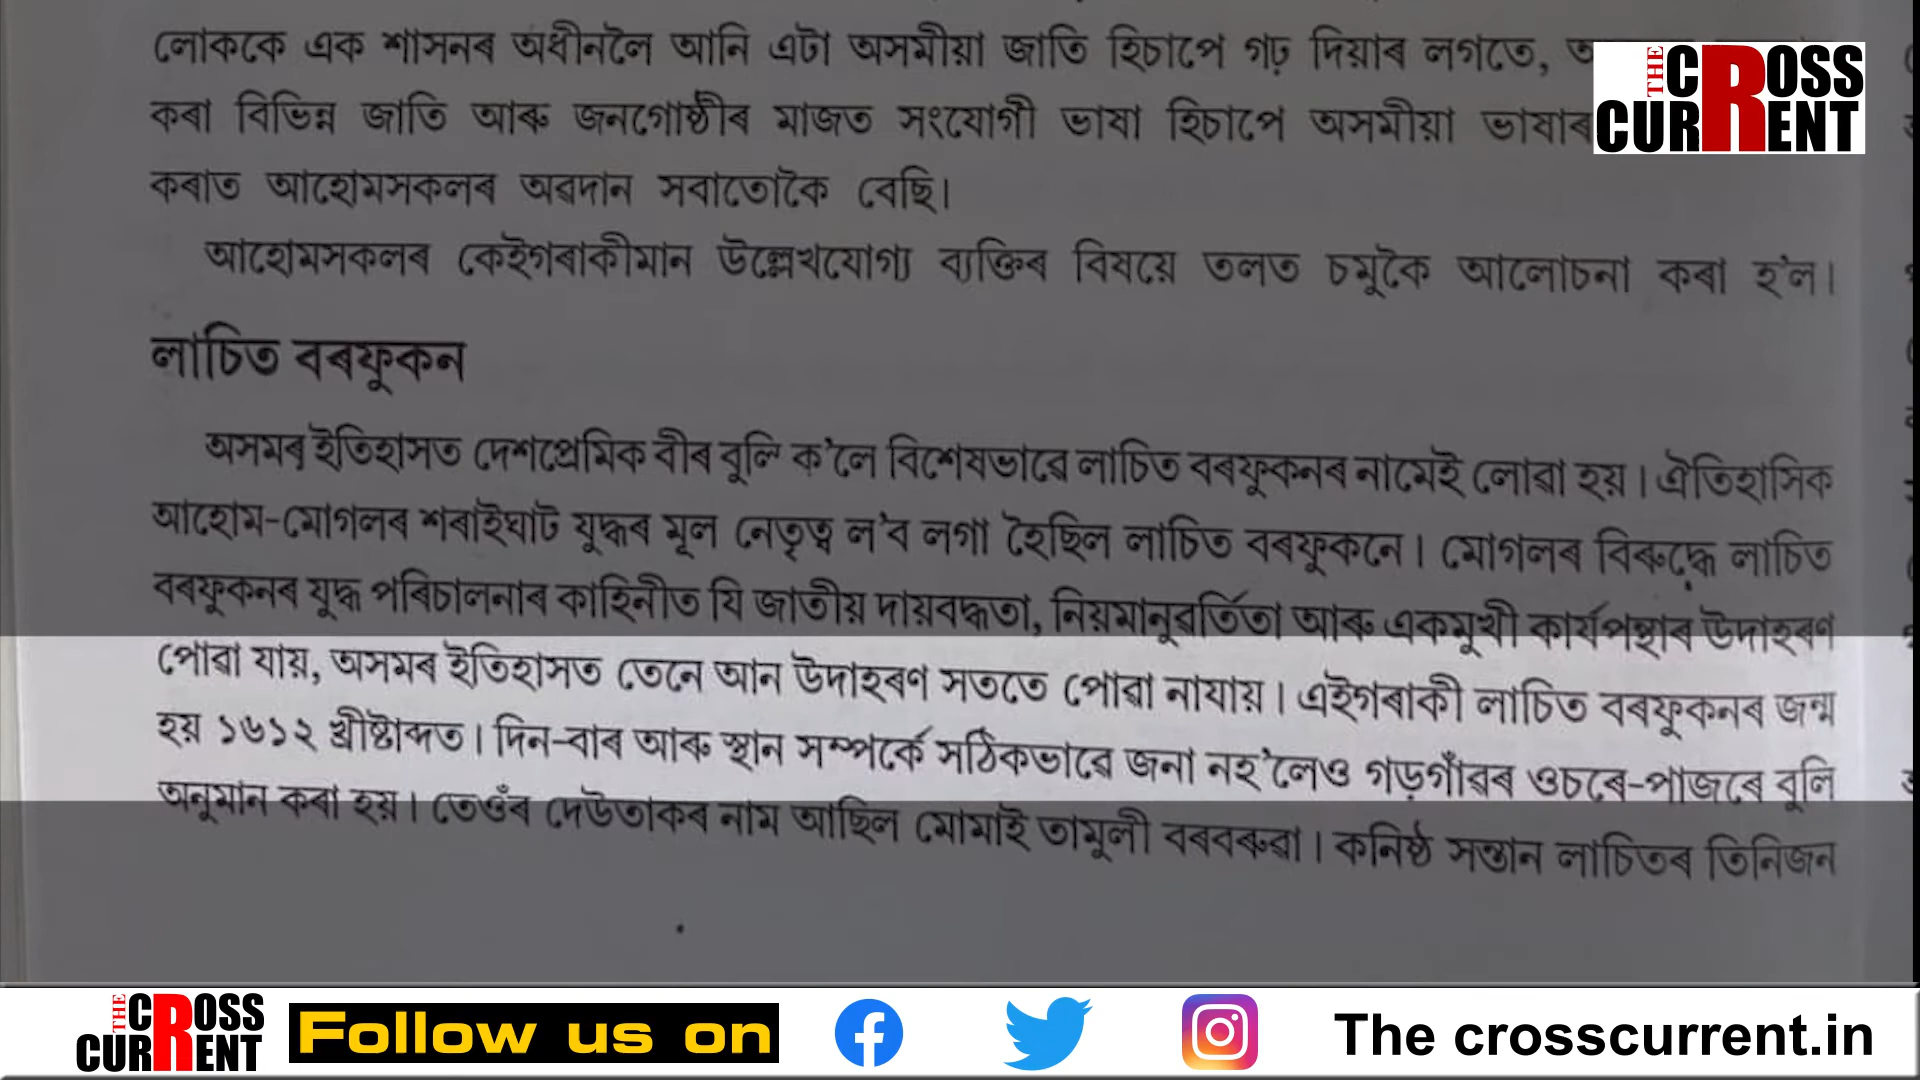 লোককে এক শাসনৰ অধীনলৈ আনি এটা অসমীয়া জাতি হিচাপে গঢ় দিয়াৰ লগতে,
THE CROSS CURRENT
কৰা বিভিন্ন জাতি আৰু জনগোষ্ঠীৰ মাজত সংযোগী ভাষা হিচাপে অসমীয়া ভাষাৰ
কৰাত আহোমসকলৰ অৱদান সবাতোকৈ বেছি।
আহোমসকলৰ কেইগৰাকীমান উল্লেখযোগ্য ব্যক্তিৰ বিষয়ে তলত চমুকৈ আলোচনা কৰা হ'ল।
লাচিত বৰফুকন
অসমৰ ইতিহাসত দেশপ্ৰেমিক বীৰ বুলি ক'লে বিশেষভাৱে লাচিত বৰফুকনৰ নামেই লোৱা হয়। ঐতিহাসিক
আহোম-মোগলৰ শৰাইঘাট যুদ্ধৰ মূল নেতৃত্ব ল'ব লগা হৈছিল লাচিত বৰফুকনে। মোগলৰ বিৰুদ্ধে লাচিত
বৰফুকনৰ যুদ্ধ পৰিচালনাৰ কাহিনীত যি জাতীয় দায়বদ্ধতা, নিয়মানুৱৰ্তিতা আৰু একমুখী কাৰ্যপন্থাৰ উদাহৰণ
পোৱা যায়, অসমৰ ইতিহাসত তেনে আন উদাহৰণ সততে পোৱা নাযায়। এইগৰাকী লাচিত বৰফুকনৰ জন্ম
হয় ১৬১২ খ্ৰীষ্টাব্দত। দিন-বাৰ আৰু স্থান সম্পৰ্কে সঠিকভাৱে জনা নহ'লেও গড়গাঁৱৰ ওচৰে-পাজৰে বুলি
অনুমান কৰা হয়। তেওঁৰ দেউতাকৰ নাম আছিল মোমাই তামুলী বৰবৰুৱা। কনিষ্ঠ সন্তান লাচিতৰ তিনিজন
THE CROSS CURRENT Follow us on The crosscurrent.in